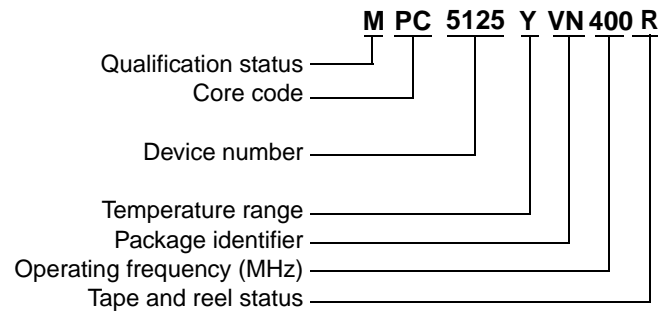 M PC 5125 Y VN 400 R
Qualification status
Core code
Device number
Temperature range
Package identifier
Operating frequency (MHz)
Tape and reel status